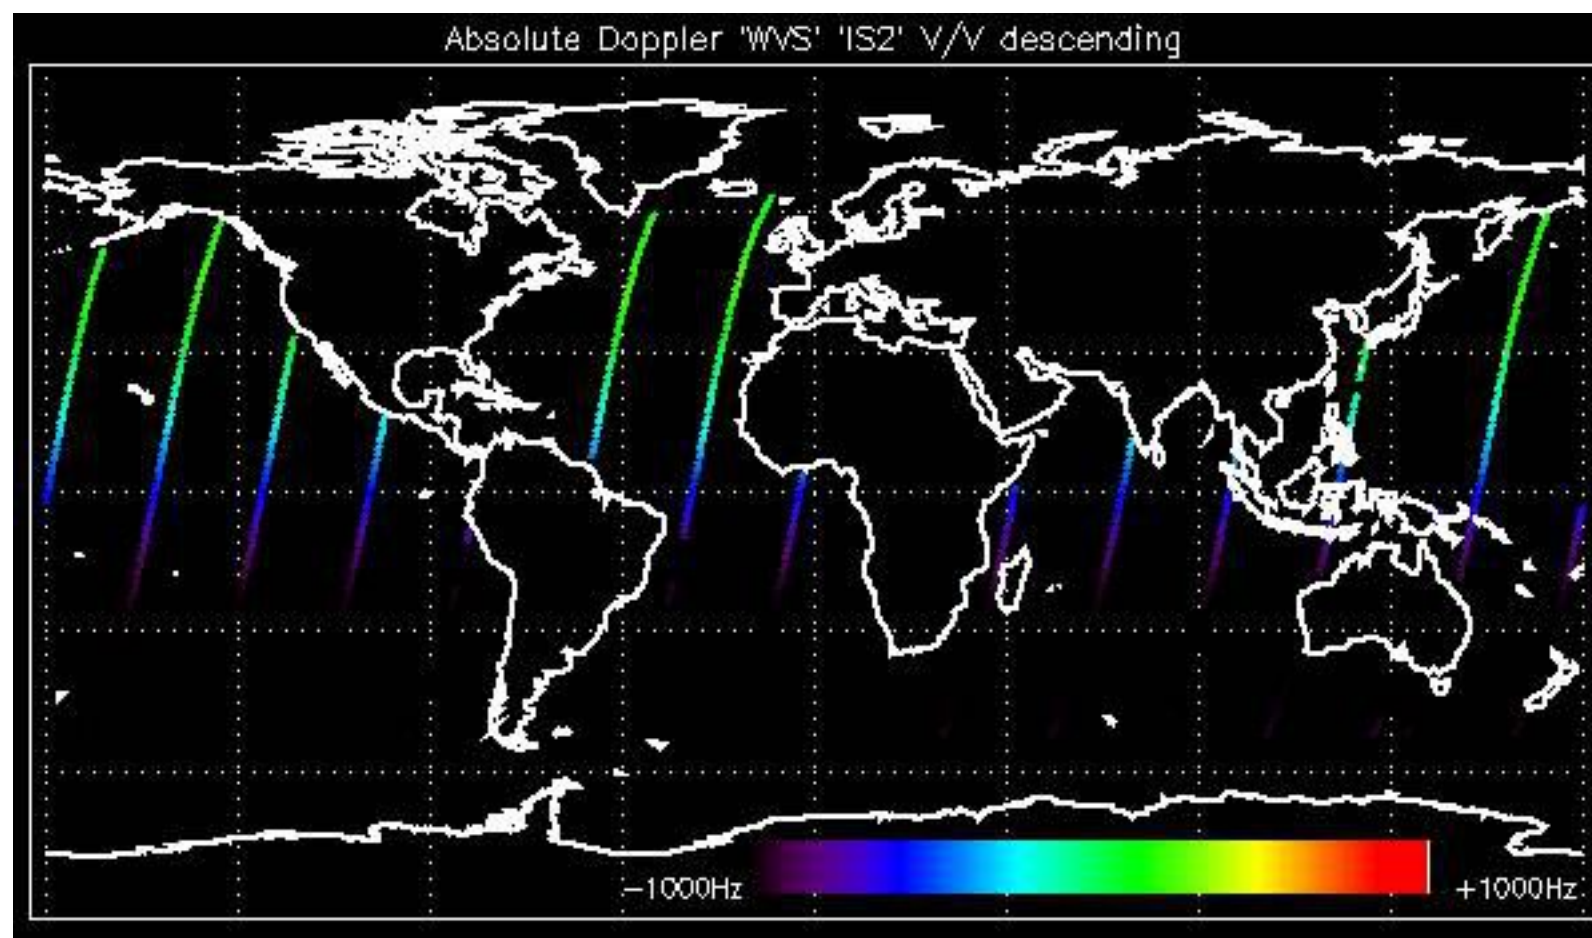 Absolute Doppler 'WVS' 'IS2' V/V descending
-1000Hz +1000Hz